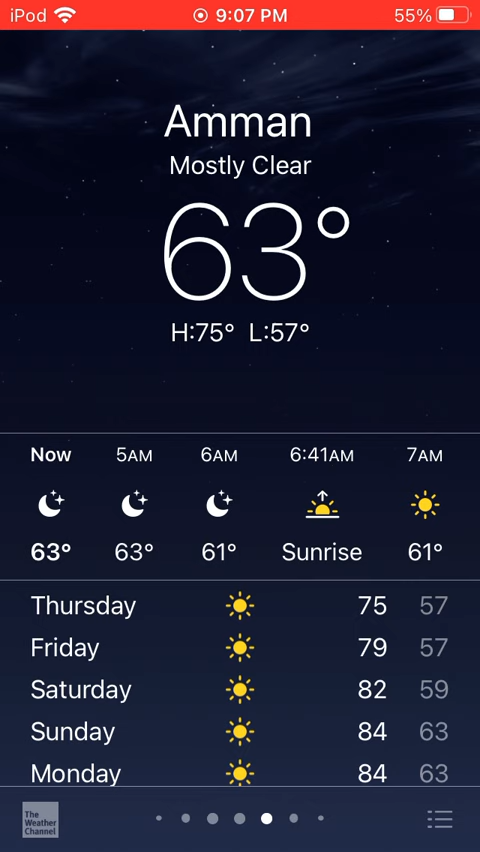 iPod 9:07 PM 55%
Amman
Mostly Clear
63°
H:75° L:57°
Now 5AM 6AM 6:41AM 7AM
63° 63° 61° Sunrise 61°
Thursday 75 57
Friday 79 57
Saturday 82 59
Sunday 84 63
Monday 84 63
The
Weather
Channel